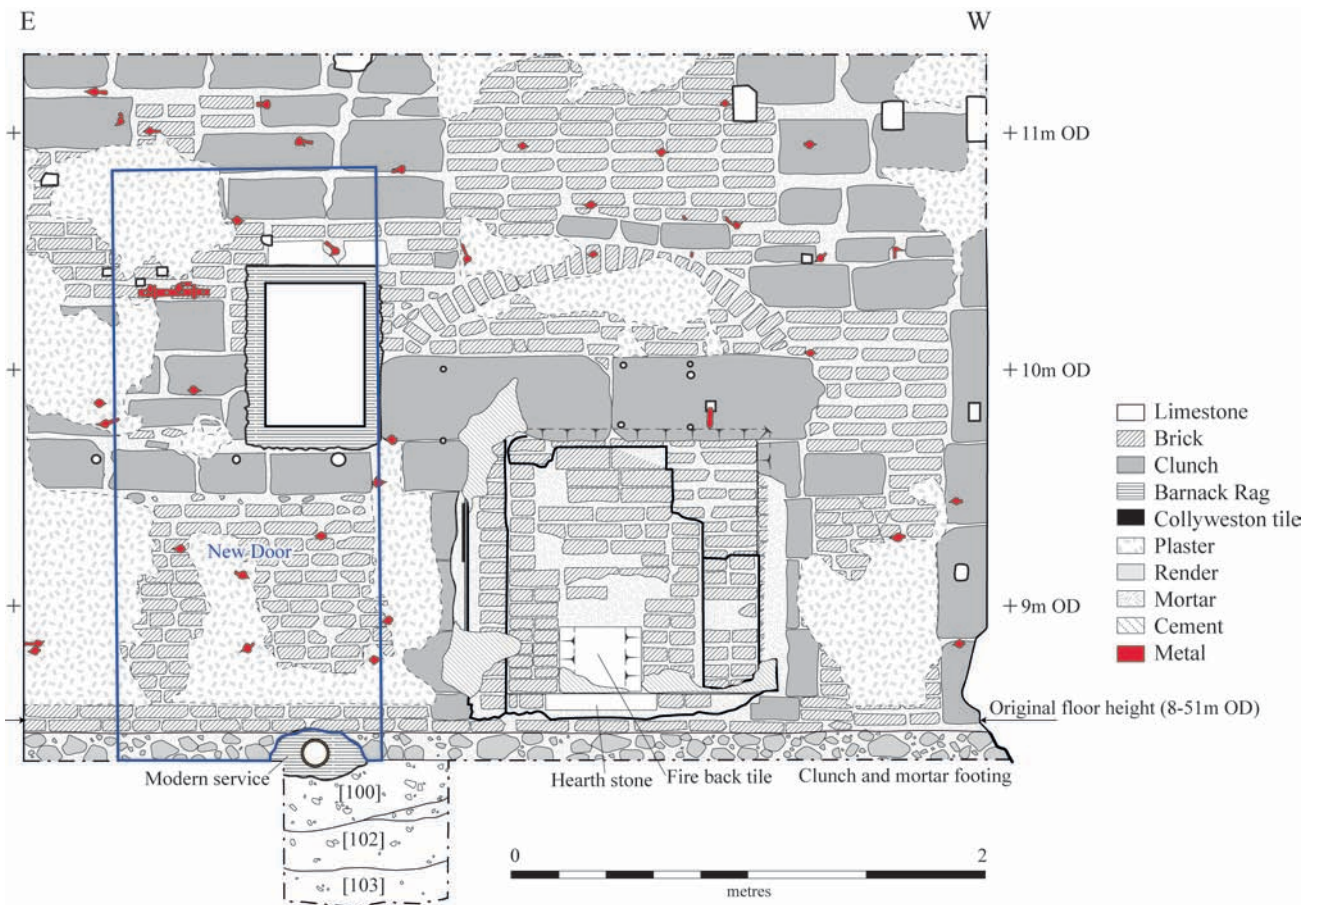 E
W
+11m OD
+10m OD
Limestone
Brick
Clunch
Barnack Rag
Collyweston tile
Plaster
Render
Mortar
Cement
Metal
New Door
+9m OD
Original floor height (8-51m OD)
Modern service
Hearth stone
Fire back tile
Clunch and mortar footing
[100]
[102]
[103]
0
2
metres